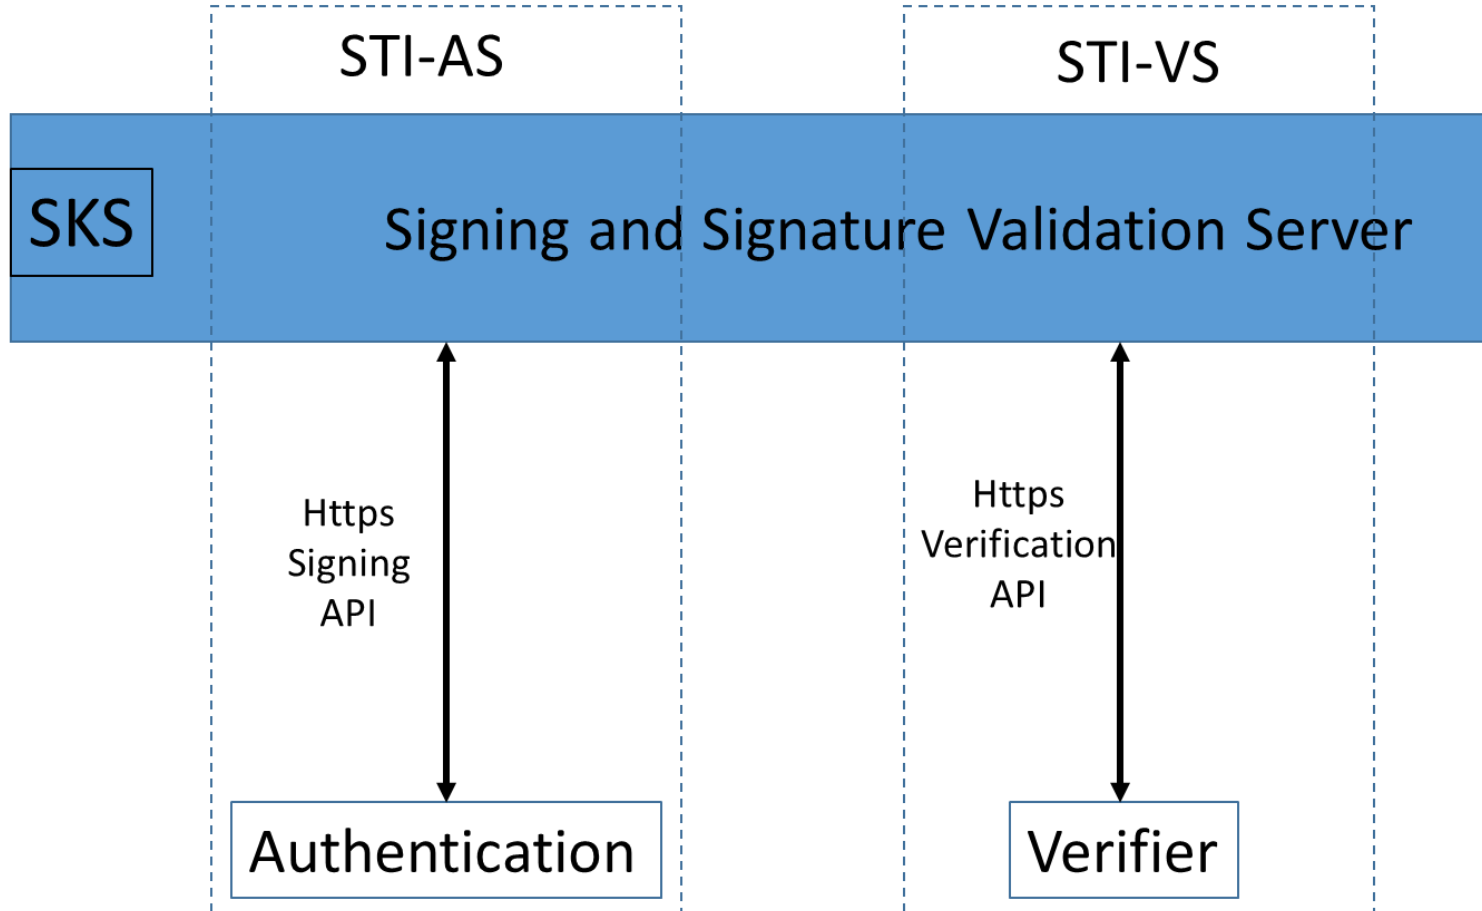 STI-AS
STI-VS
SKS
Signing and Signature Validation Server
Https
Signing
API
Https
Verification
API
Authentication
Verifier